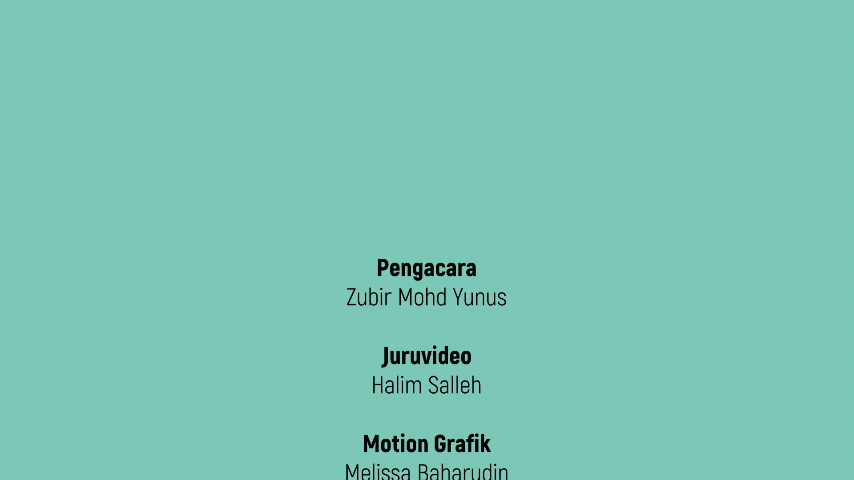 Pengacara
Zubir Mohd Yunus
Juruvideo
Halim Salleh
Motion Grafik
Melissa Baharudin